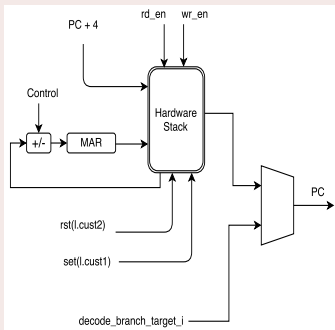 rd_en
wr_en
PC + 4
Control
Hardware
Stack
+/-
MAR
PC
rst(l.cust2)
set(l.cust1)
decode_branch_target_i